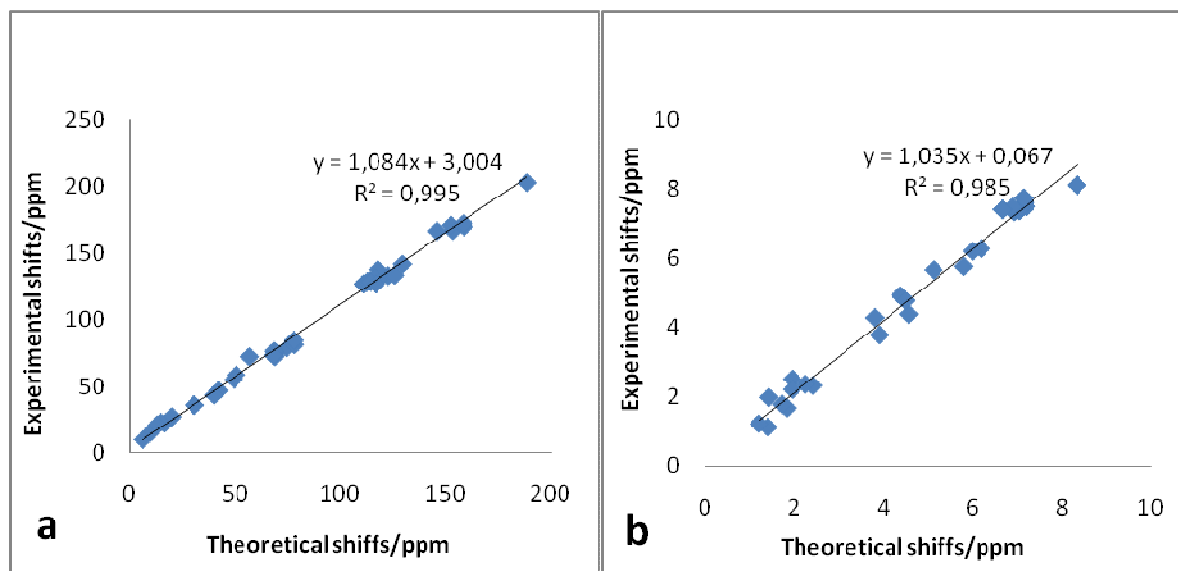 250
200
150
100
50
0
0 50 100 150 200
Experimental shifts/ppm
y = 1,084x + 3,004
R² = 0,995
Theoretical shiffs/ppm
a
10
8
6
4
2
0
0 2 4 6 8 10
Experimental shifts/ppm
y = 1,035x + 0,067
R² = 0,985
Theoretical shiffs/ppm
b